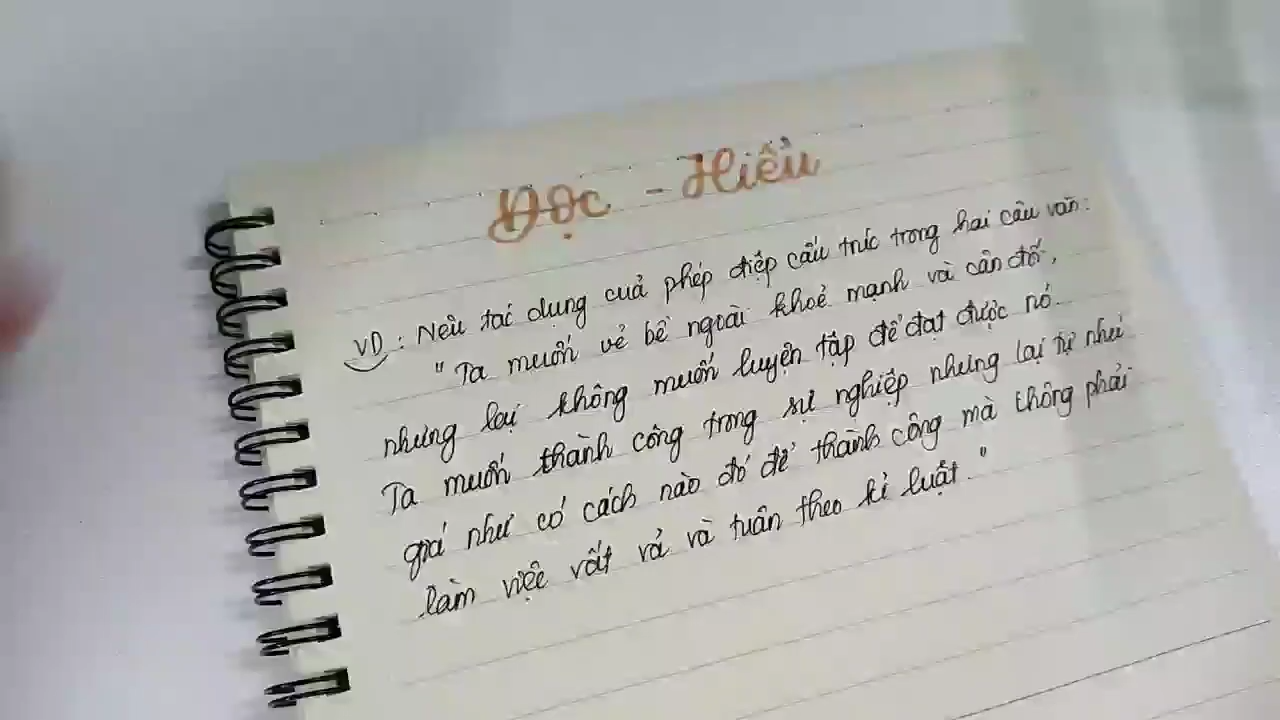 Đọc - Hiểu
VD : Nêu tác dụng cuả phép điệp cấu trúc trong hai câu văn :
" Ta muốn vẻ bề ngoài khoẻ mạnh và cân đối,
nhưng lại không muốn luyện tập để đạt được nó.
Ta muốn thành công trong sự nghiệp nhưng lại tự như
giá như có cách nào đó để thành công mà thông phải
làm việc vất vả và tuân theo kỉ luật. "